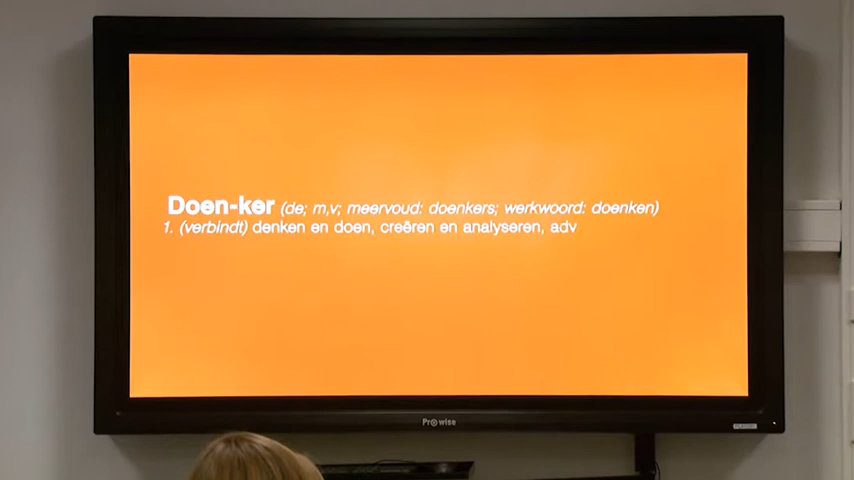 Doen-ker (de; m,v; meervoud: doenkers; werkwoord: doenken)
1. (verbindt) denken en doen, creëren en analyseren, adv
Prowise